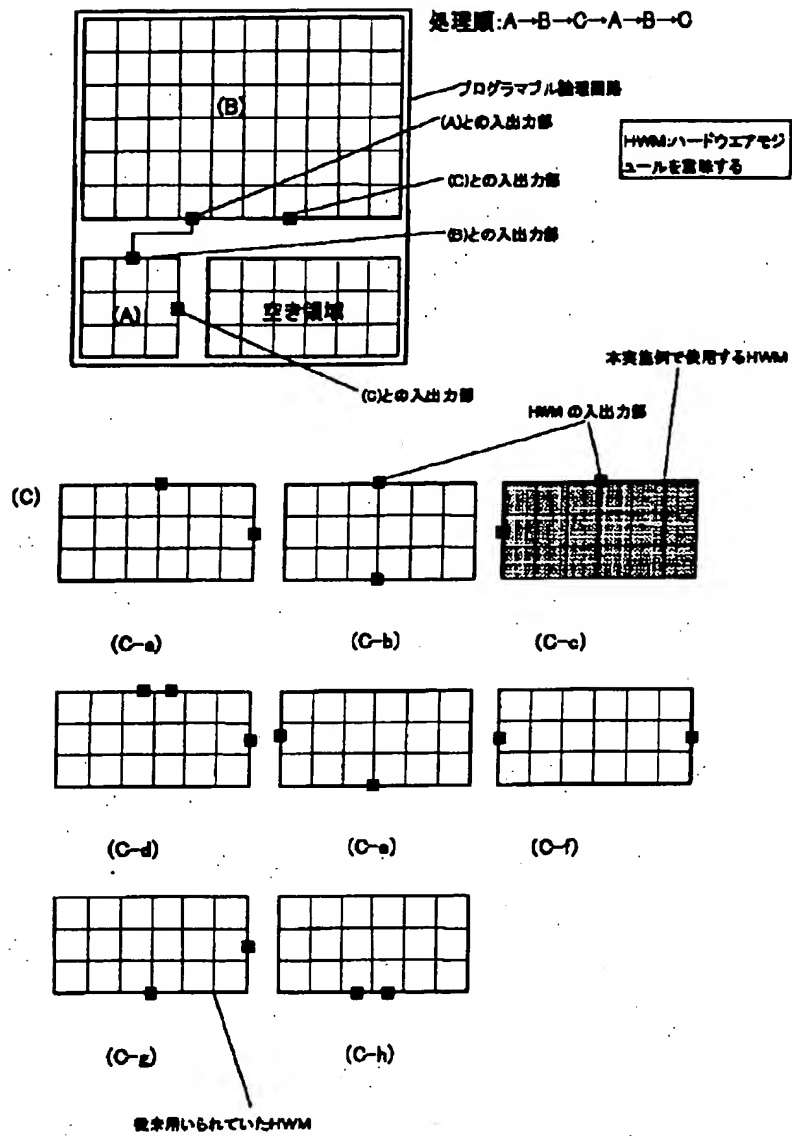 処理順:A→B→C→A→B→C
(B)
プログラマブル論理回路
(A)との入出力部
HWM:ハードウエアモジ
ュールを意味する
(C)との入出力部
(B)との入出力部
(A)
空き領域
(C)との入出力部
本実施例で使用するHWM
HWM の入出力部
(C)
(C-a)
(C-b)
(C-c)
(C-d)
(C-e)
(C-f)
(C-g)
(C-h)
従来用いられていたHWM